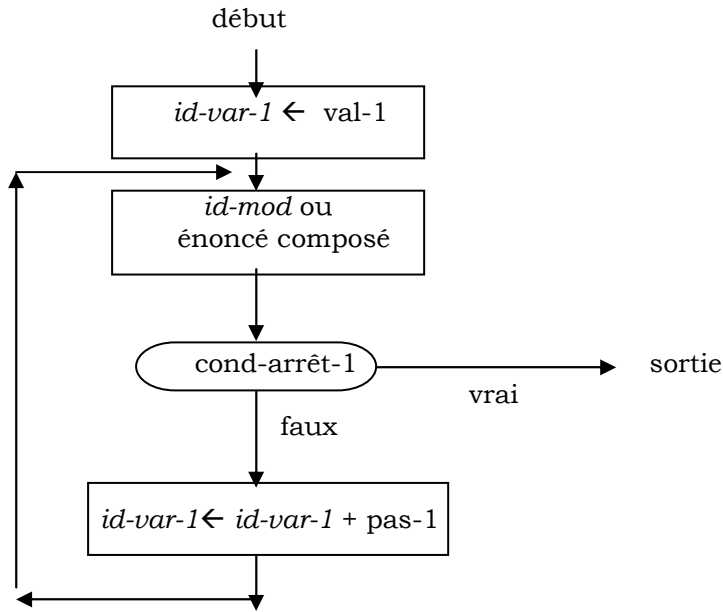 début
id-var-1 ← val-1
id-mod ou
énoncé composé
cond-arrêt-1
sortie
vrai
faux
id-var-1← id-var-1 + pas-1